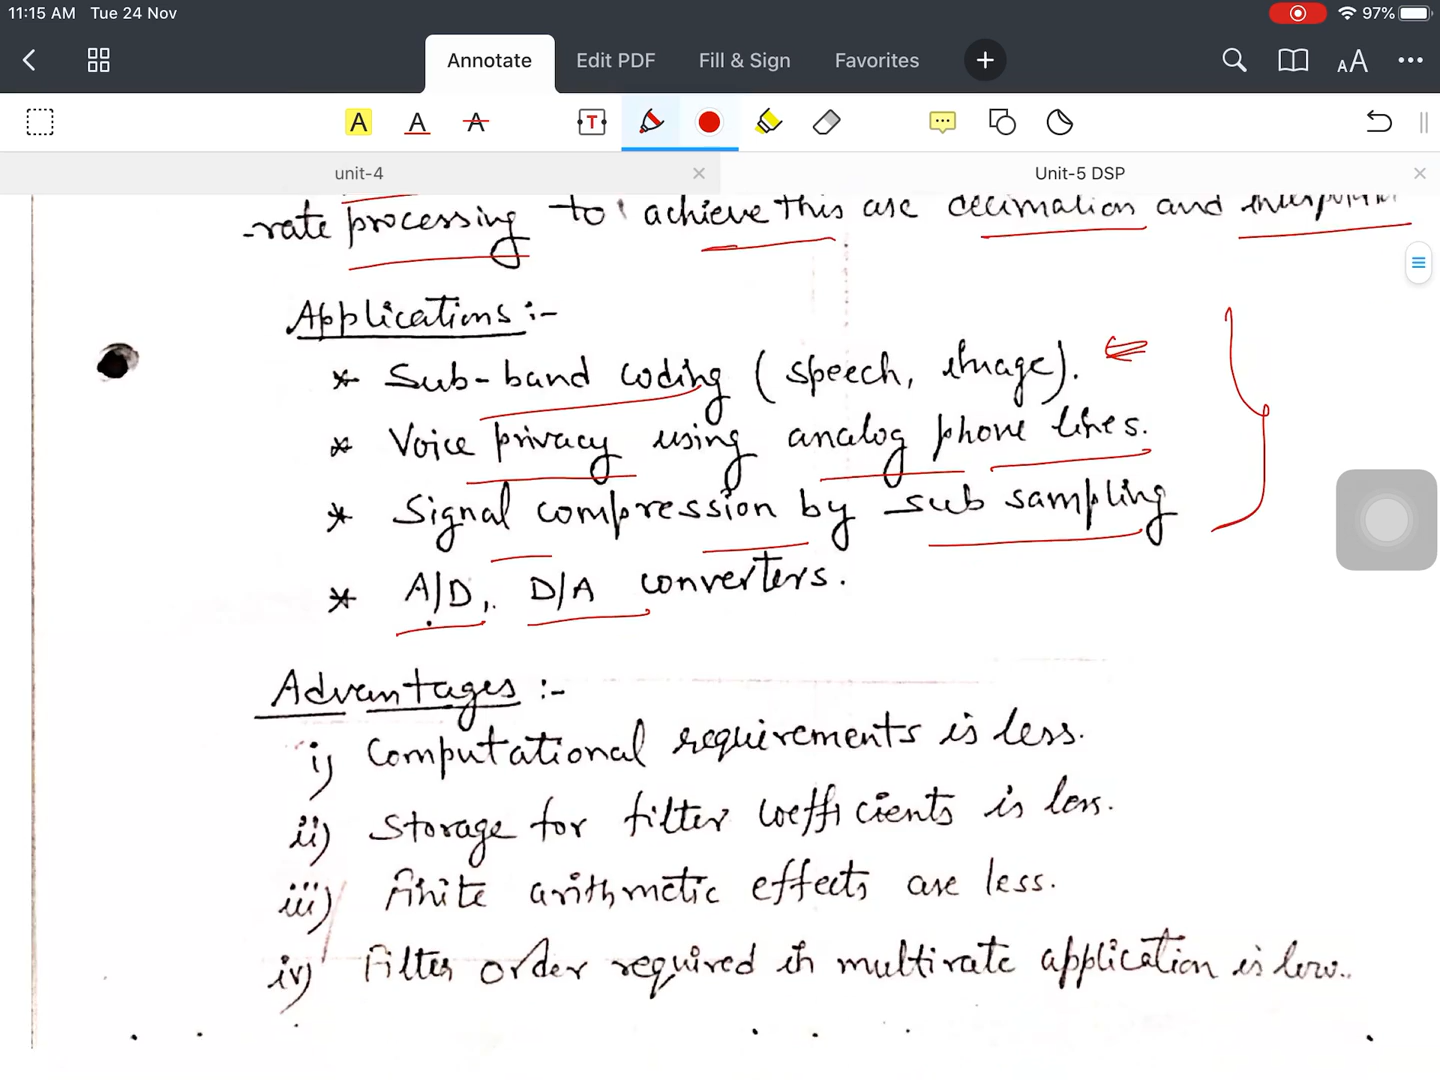 11:15 AM Tue 24 Nov 97%
Annotate Edit PDF Fill & Sign Favorites
unit-4 Unit-5 DSP
-rate processing to achieve this are decimation and
Applications :-
* Sub-band coding (speech, image).
* Voice privacy using analog phone lines.
* Signal compression by sub sampling
* A/D, D/A converters.
Advantages :-
i) Computational requirements is less.
ii) Storage for filter coefficients is less.
iii) Finite arithmetic effects are less.
iv) Filter order required in multirate application is low..